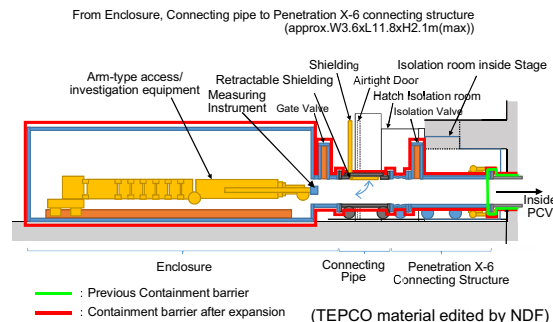 From Enclosure, Connecting pipe to Penetration X-6 connecting structure
(approx.W3.6xL11.8xH2.1m(max))
Shielding
Isolation room inside Stage
Arm-type access/
investigation equipment
Airtight Door
Retractable Shielding
Hatch Isolation room
Measuring
Instrument
Gate Valve
Isolation Valve
Inside
PCV
Enclosure
Connecting
Pipe
Penetration X-6
Connecting Structure
: Previous Containment barrier
: Containment barrier after expansion
(TEPCO material edited by NDF)